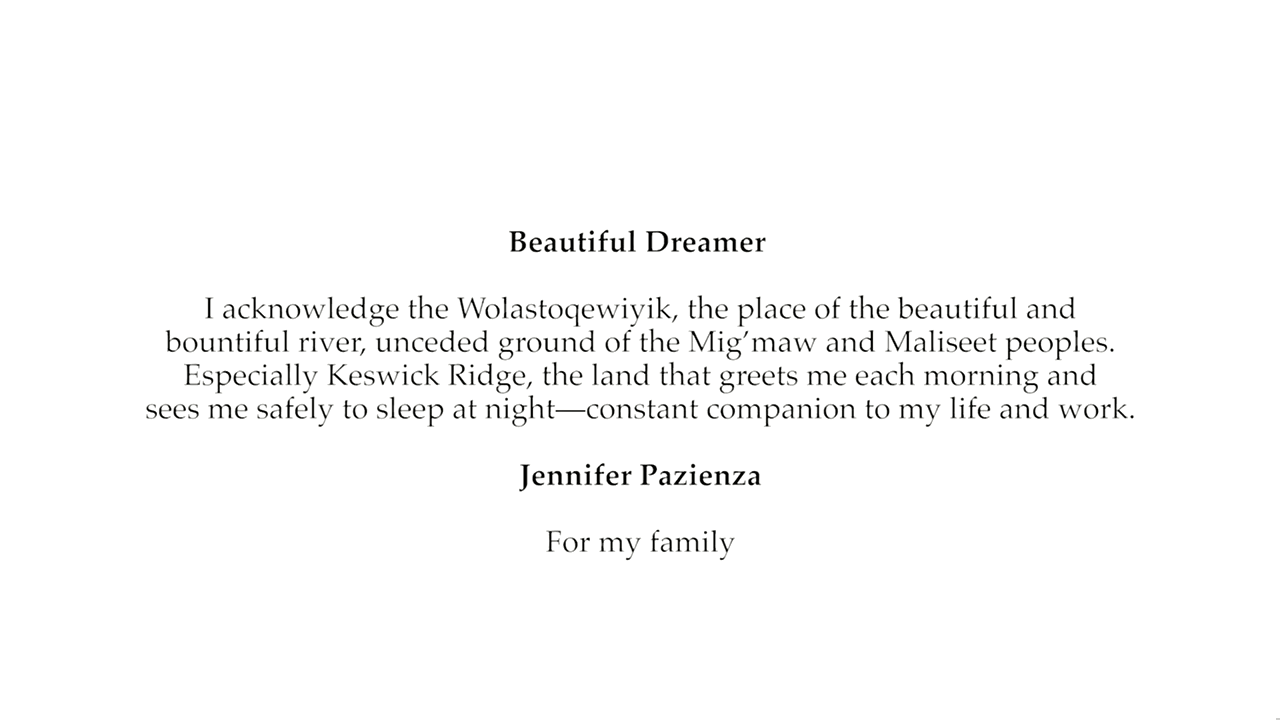 Beautiful Dreamer
I acknowledge the Wolastoqewiyik, the place of the beautiful and
bountiful river, unceded ground of the Mig’maw and Maliseet peoples.
Especially Keswick Ridge, the land that greets me each morning and
sees me safely to sleep at night—constant companion to my life and work.
Jennifer Pazienza
For my family